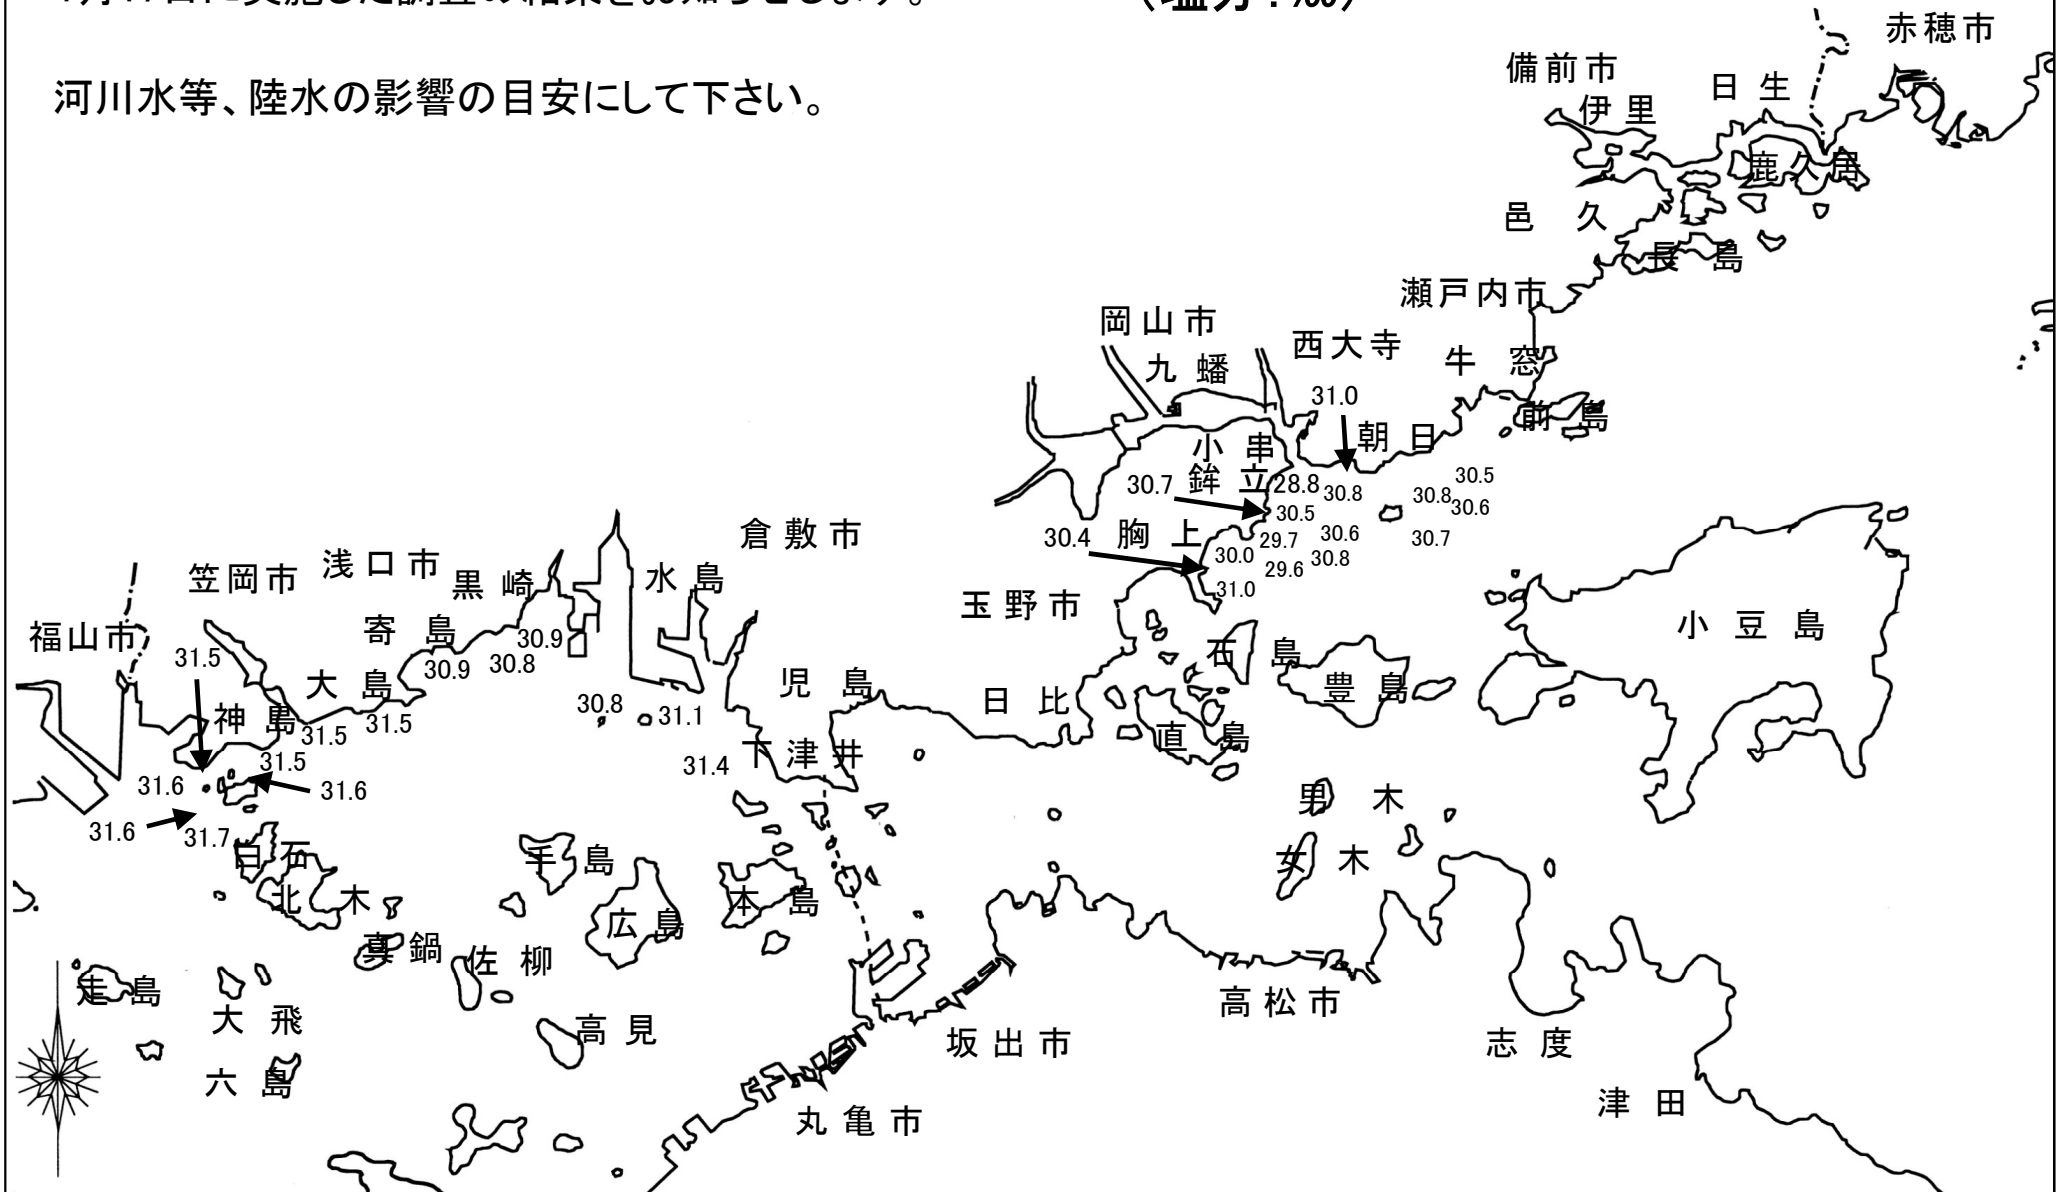 (塩分:‰)
河川水等、陸水の影響の目安にして下さい。
赤穂市
備前市
日生
伊里
鹿久居
邑久
長島
瀬戸内市
岡山市
西大寺
九蟠
牛窓
31.0
前島
朝日
小串
30.5
30.7
鉾立
28.8
30.8
30.8
30.6
30.5
30.4
胸上
29.7
30.6
30.7
30.0
30.8
29.6
31.0
倉敷市
浅口市
笠岡市
黒崎
水島
玉野市
小豆島
福山市
寄島
30.9
石島
31.5
30.9
30.8
大島
児島
日比
豊島
30.8
31.1
神島
31.5
31.5
直島
下津井
31.4
31.5
31.6
31.6
男木
31.6
31.7
白石
手島
女木
北木
本島
広島
真鍋
佐柳
走島
高松市
大飛
高見
坂出市
志度
六島
津田
丸亀市